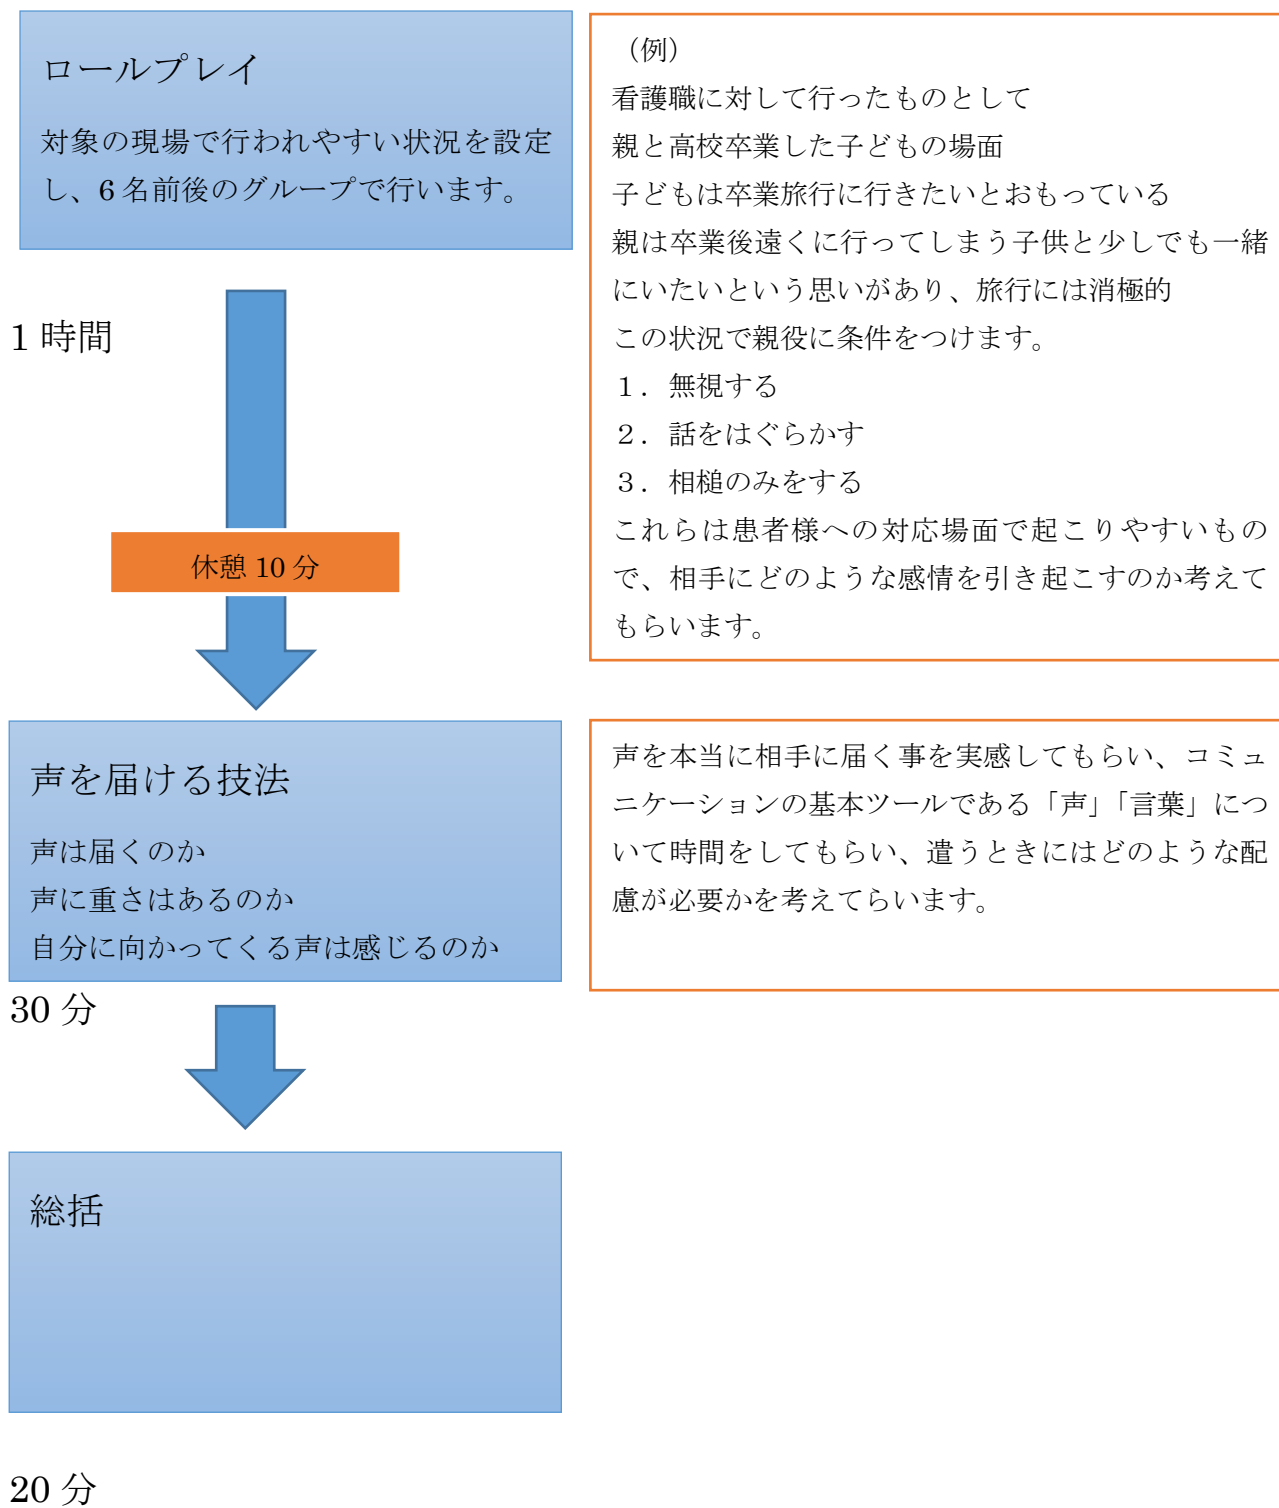 ロールプレイ
対象の現場で行われやすい状況を設定
し、6 名前後のグループで行います。
（例）
看護職に対して行ったものとして
親と高校卒業した子どもの場面
子どもは卒業旅行に行きたいとおもっている
親は卒業後遠くに行ってしまう子供と少しでも一緒
にいたいという思いがあり、旅行には消極的
この状況で親役に条件をつけます。
１．無視する
２．話をはぐらかす
３．相槌のみをする
これらは患者様への対応場面で起こりやすいもの
で、相手にどのような感情を引き起こすのか考えて
もらいます。
1 時間
休憩 10 分
声を届ける技法
声は届くのか
声に重さはあるのか
自分に向かってくる声は感じるのか
声を本当に相手に届く事を実感してもらい、コミュ
ニケーションの基本ツールである「声」「言葉」につ
いて時間をしてもらい、遣うときにはどのような配
慮が必要かを考えてらいます。
30 分
総括
20 分